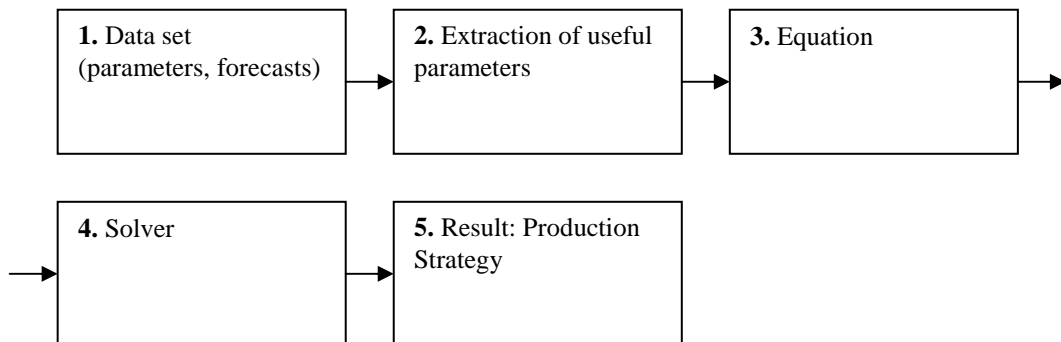 1. Data set
(parameters, forecasts)
2. Extraction of useful
parameters
3. Equation
4. Solver
5. Result: Production
Strategy